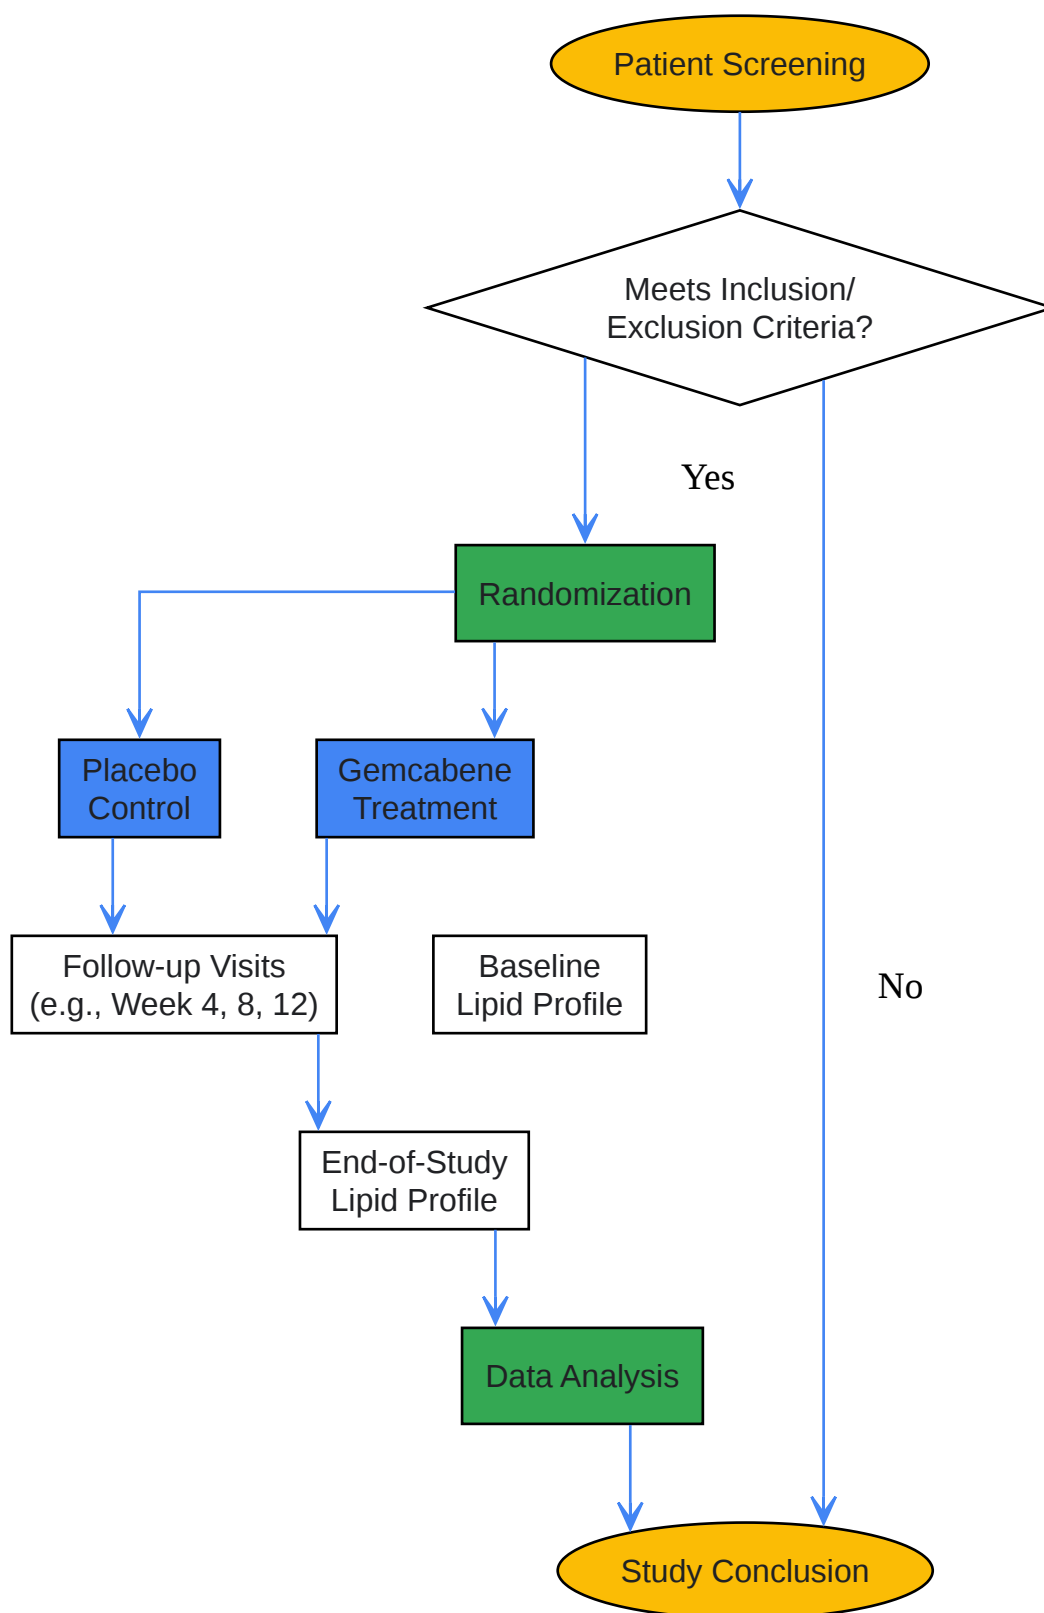 Patient Screening
Meets Inclusion/
Exclusion Criteria?
Yes
Randomization
Placebo
Control
Gemcabene
Treatment
Follow-up Visits
(e.g., Week 4, 8, 12)
Baseline
Lipid Profile
No
End-of-Study
Lipid Profile
Data Analysis
Study Conclusion